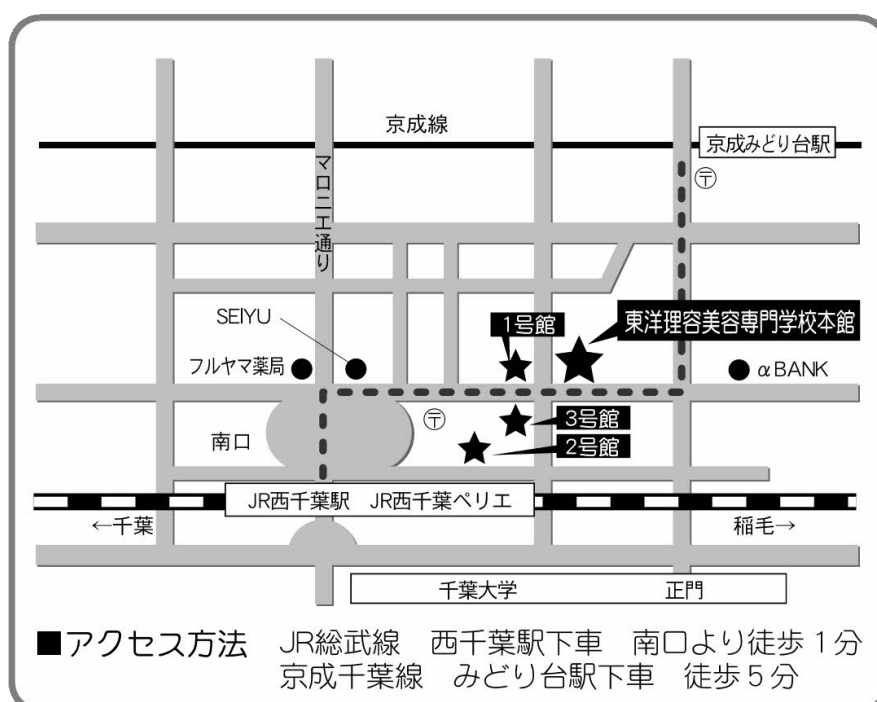 京成線
京成みどり台駅
〒
マロニエ通り
SEIYU
1号館
東洋理容美容専門学校本館
フルヤマ薬局
αBANK
〒
3号館
南口
2号館
JR西千葉駅 JR西千葉ペリエ
←千葉
稲毛→
千葉大学 正門
■アクセス方法 JR総武線 西千葉駅下車 南口より徒歩1分
京成千葉線 みどり台駅下車 徒歩5分